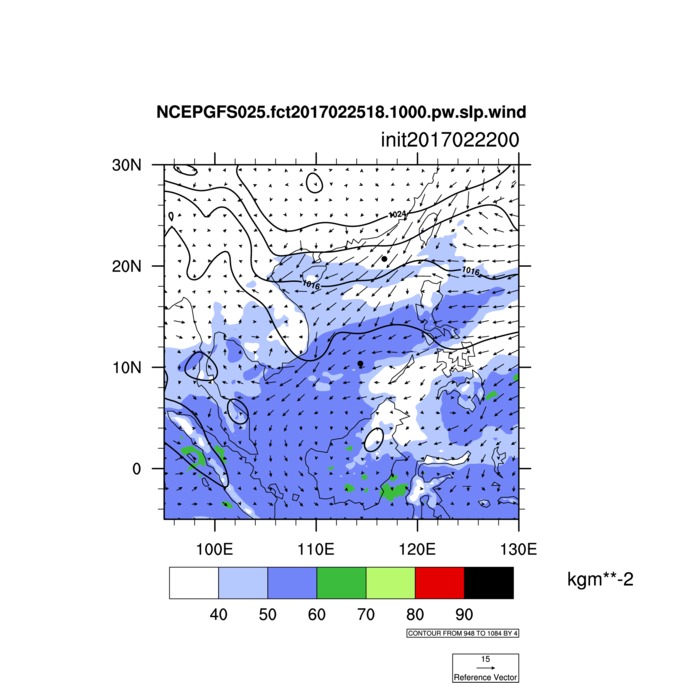 NCEPGFS025.fct2017022518.1000.pw.slp.wind
init2017022200
30N
1024
20N
1016
1016
10N
0
100E 110E 120E 130E
kgm**-2
40 50 60 70 80 90
CONTOUR FROM 948 TO 1084 BY 4
15
Reference Vector